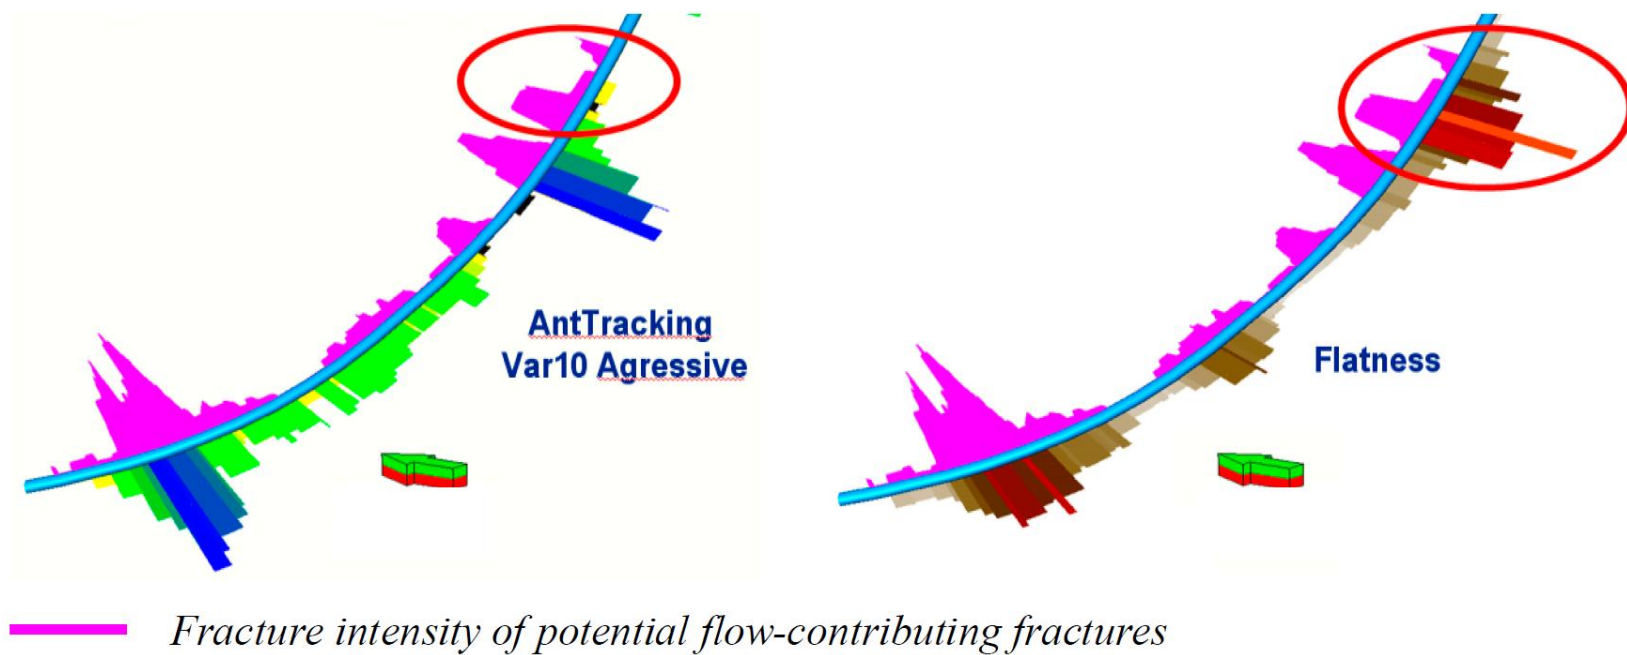 AntTracking
Var10 Agressive
Flatness
Fracture intensity of potential flow-contributing fractures